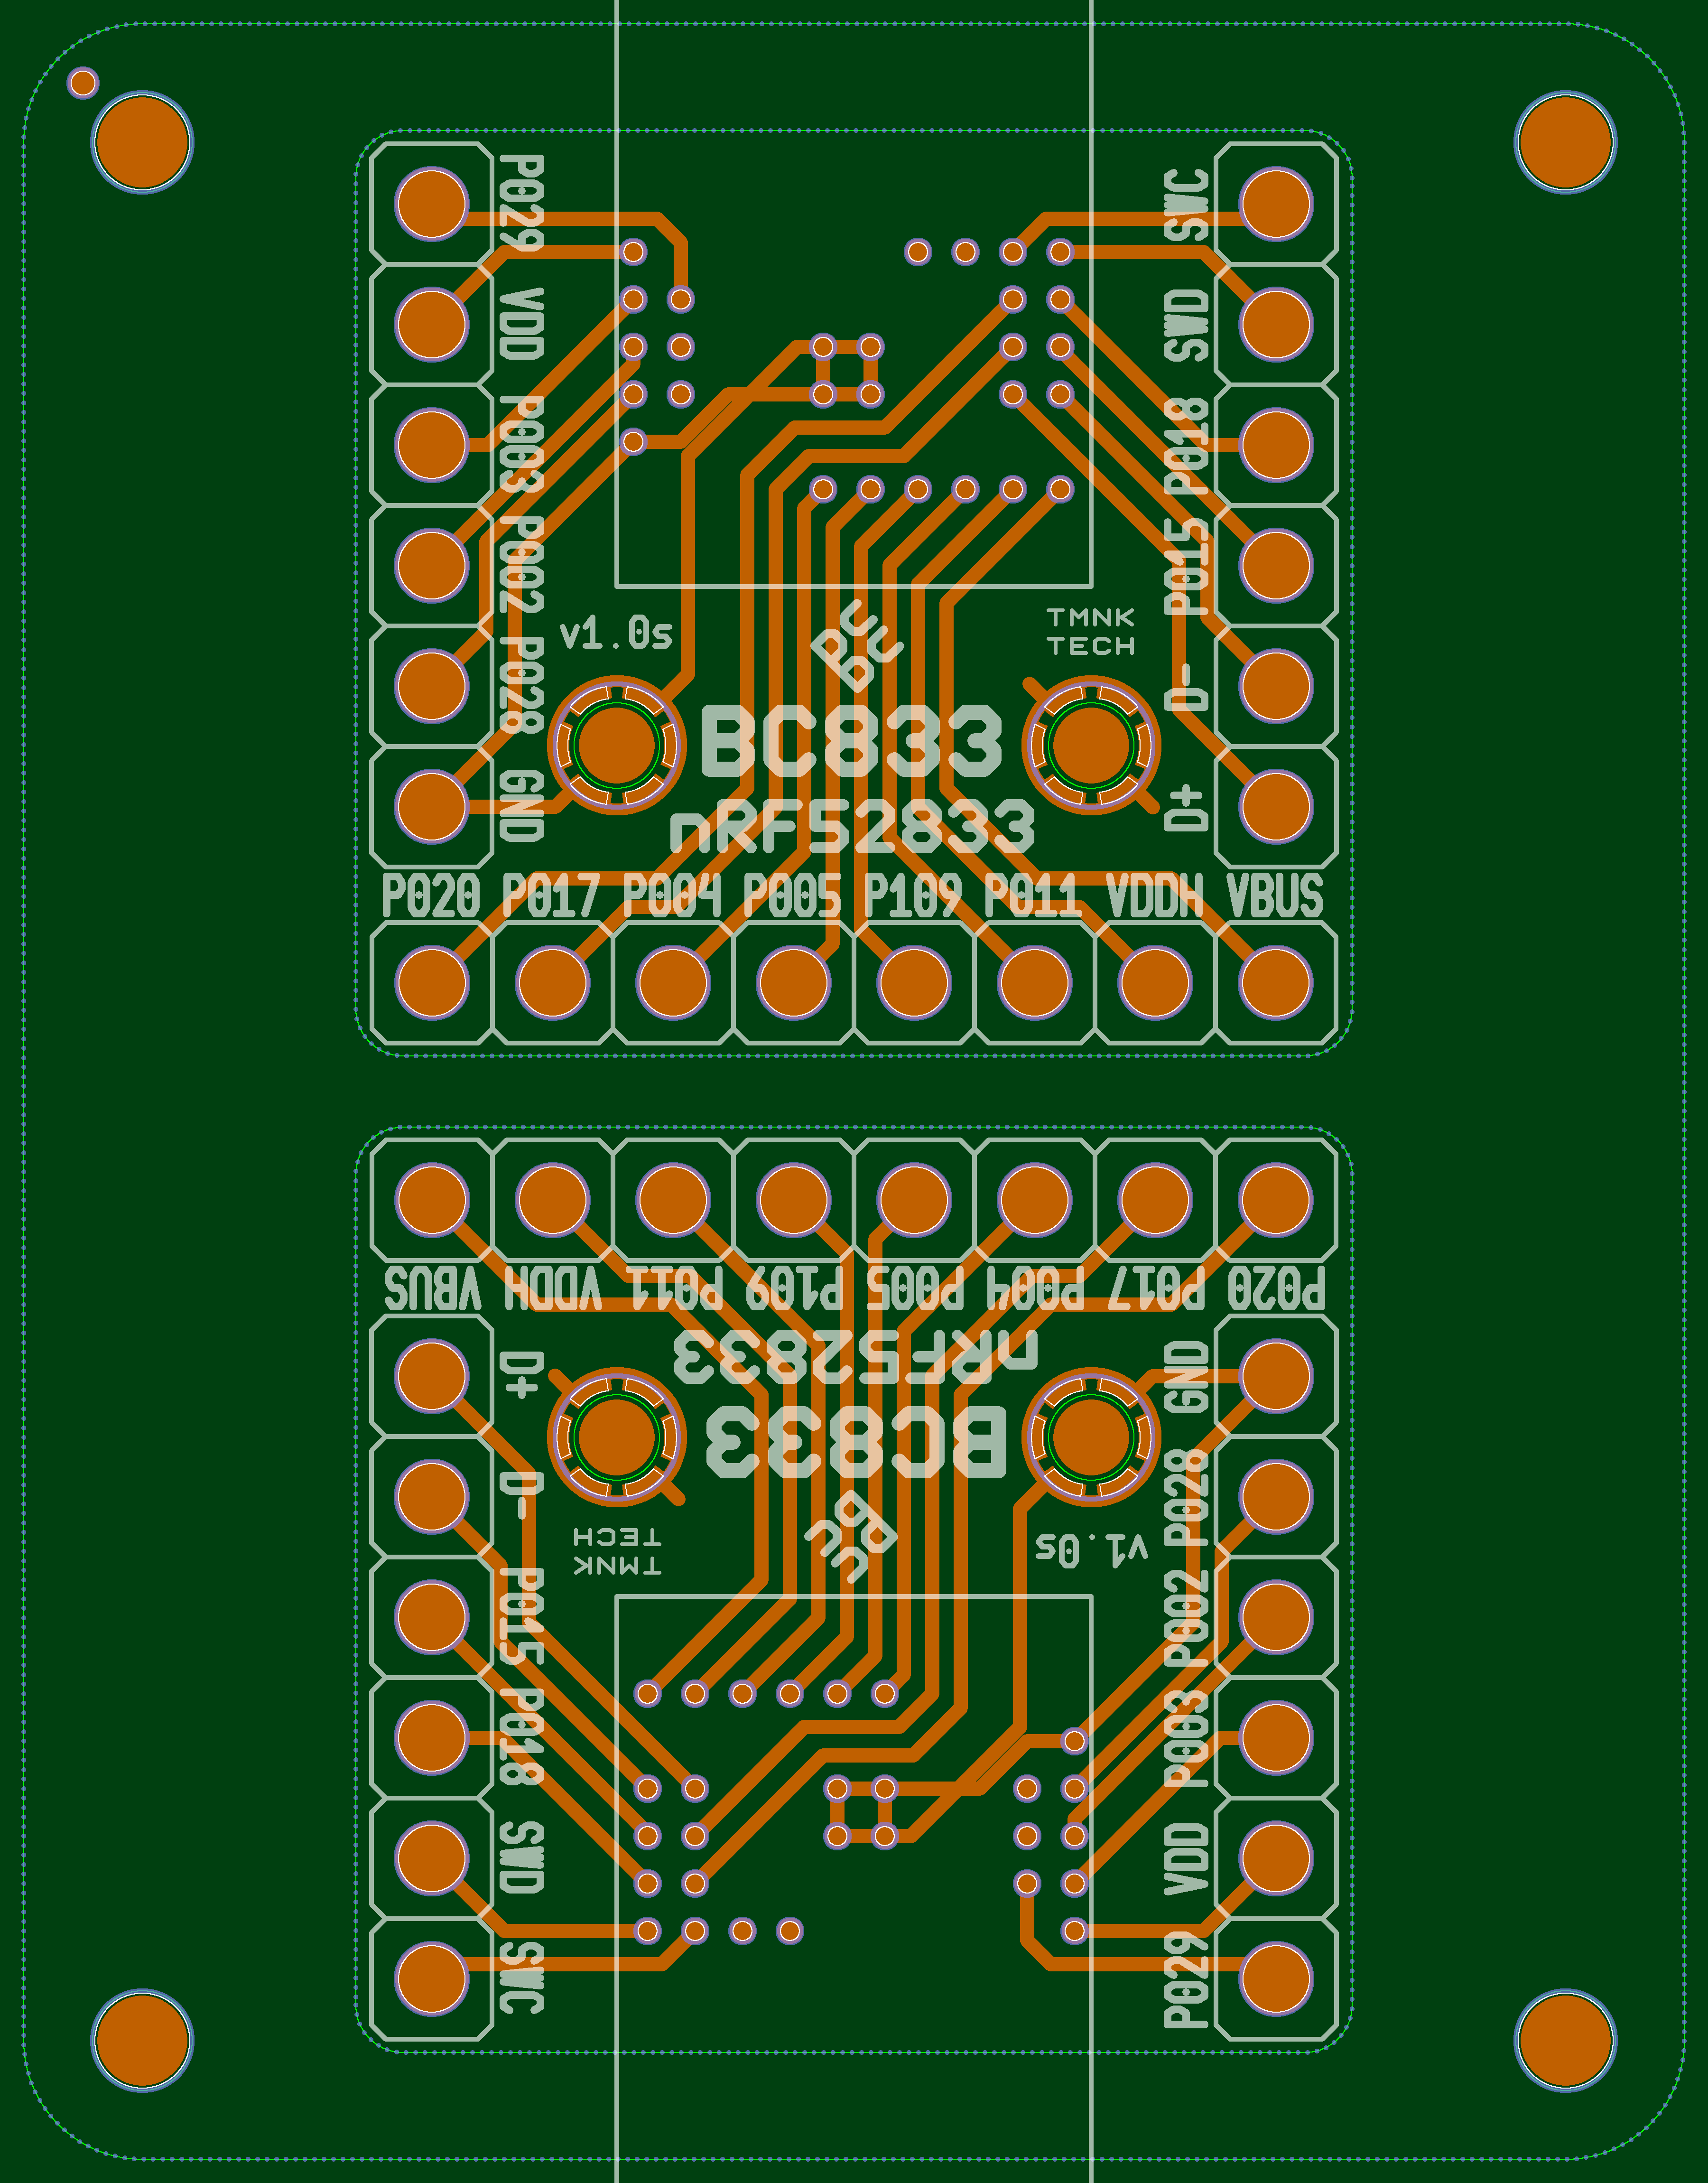 P029
VDD
P003
P002
P028
GND
SWC
SWD
P018
P015
D-
D+
v1.0s
TMNK
TECH
BC833
nRF52833
P020 P017 P004 P005 P109 P011 VDDH VBUS
VBUS VDDH P011 P109 P005 P004 P017 P020
nRF52833
BC833
TMNK
TECH
v1.0s
D+
D-
P015
P018
SWD
SWC
GND
P028
P002
P003
VDD
P029